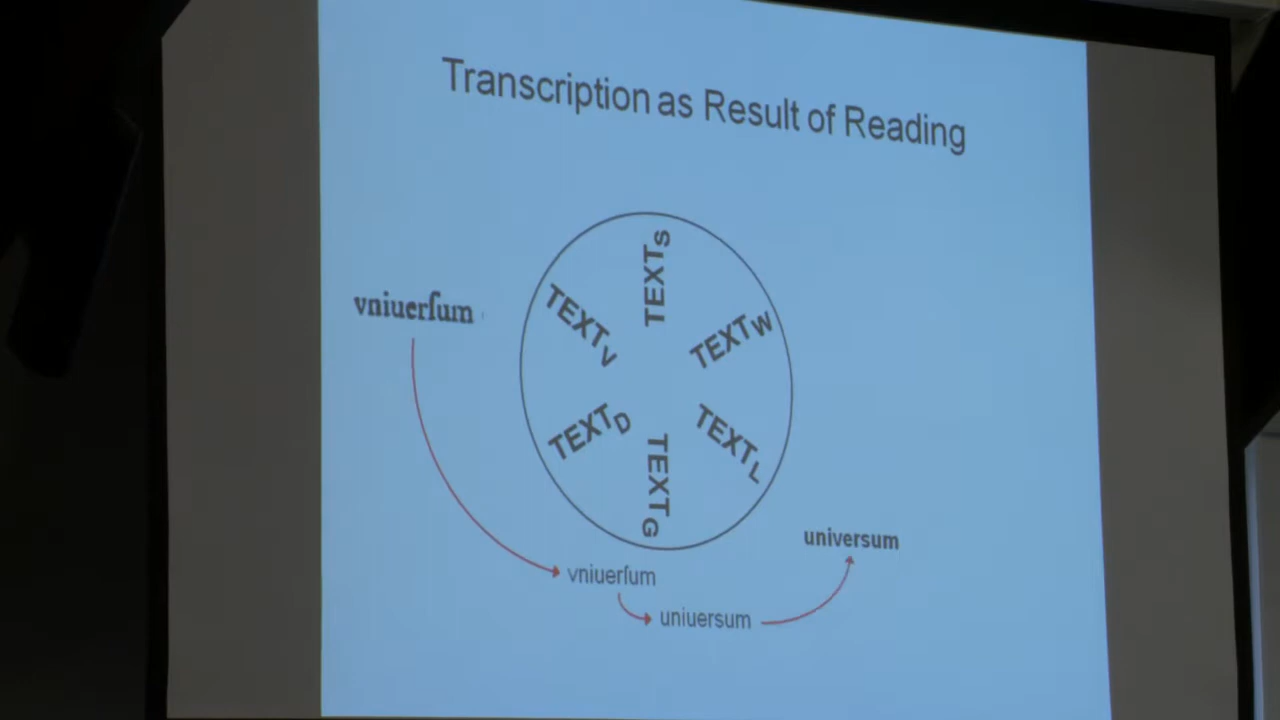 Transcription as Result of Reading
TEXTS
vniuerſum
TEXTV
TEXTW
TEXTD
TEXTL
TEXTG
universum
vniuerſum
uniuersum